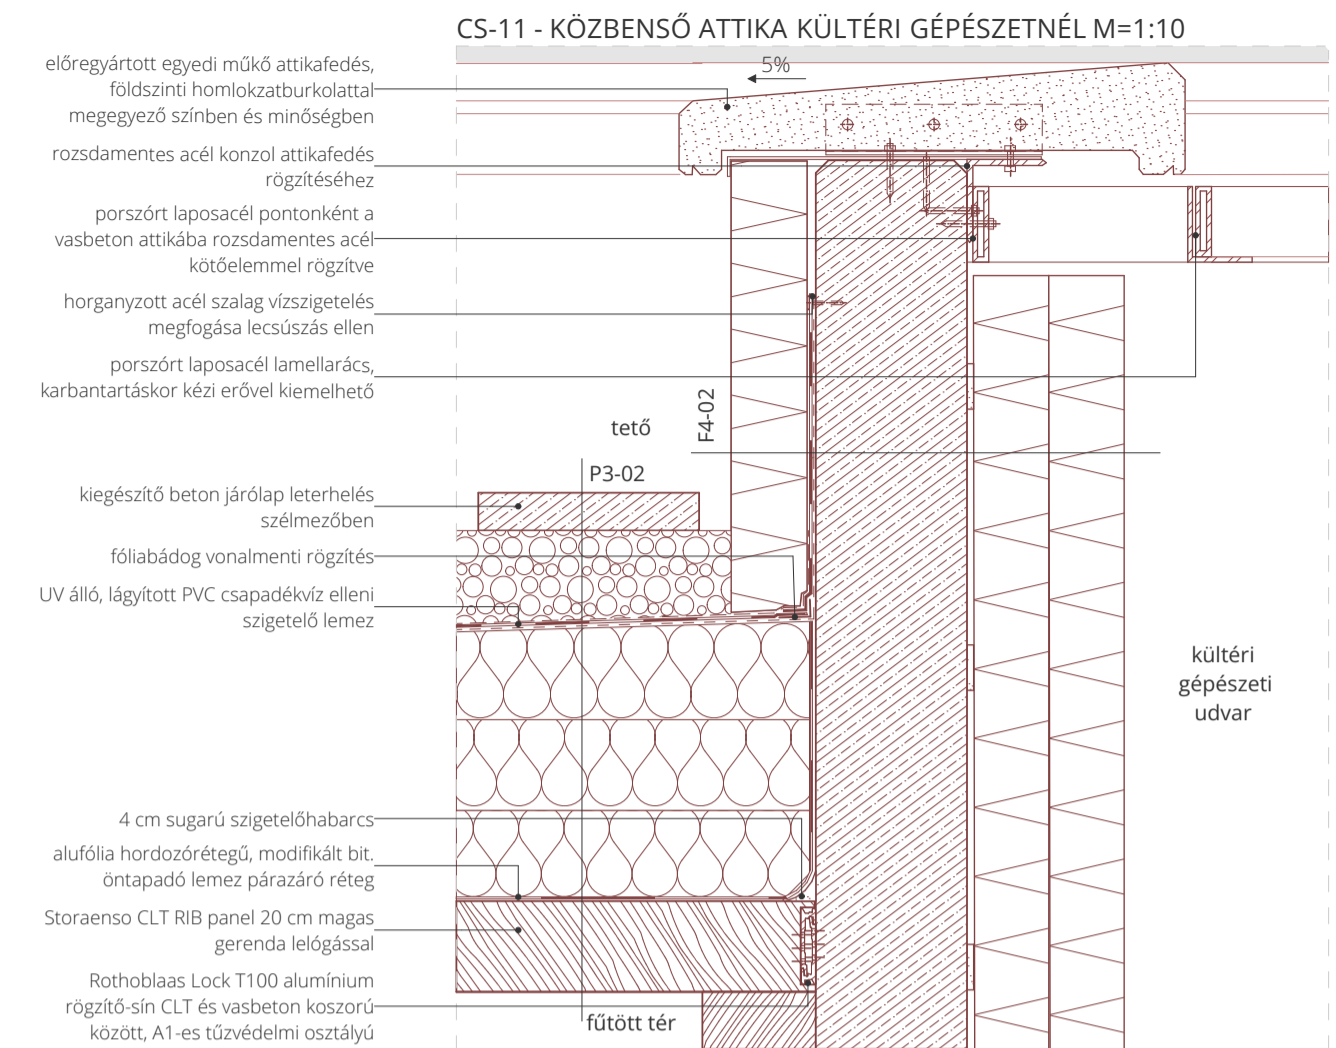 CS-11 - KÖZBENSŐ ATTIKA KÜLTÉRI GÉPÉSZETNÉL M=1:10
5%
előregyártott egyedi műkő attikafedés,
földszinti homlokzatburkolattal
megegyező színben és minőségben
rozsdamentes acél konzol attikafedés
rögzítéséhez
porszórt laposacél pontonként a
vasbeton attikába rozsdamentes acél
kötőelemmel rögzítve
horganyzott acél szalag vízszigetelés
megfogása lecsúszás ellen
porszórt laposacél lamellarács,
karbantartáskor kézi erővel kiemelhető
tető
F4-02
P3-02
kiegészítő beton járólap leterhelés
szélmezőben
fóliabádog vonalmenti rögzítés
UV álló, lágyított PVC csapadékvíz elleni
szigetelő lemez
kültéri
gépészeti
udvar
4 cm sugarú szigetelőhabarcs
alufólia hordozórétegű, modifikált bit.
öntapadó lemez párazáró réteg
Storaenso CLT RIB panel 20 cm magas
gerenda lelógással
Rothoblaas Lock T100 alumínium
rögzítő-sín CLT és vasbeton koszorú
között, A1-es tűzvédelmi osztályú
fűtött tér